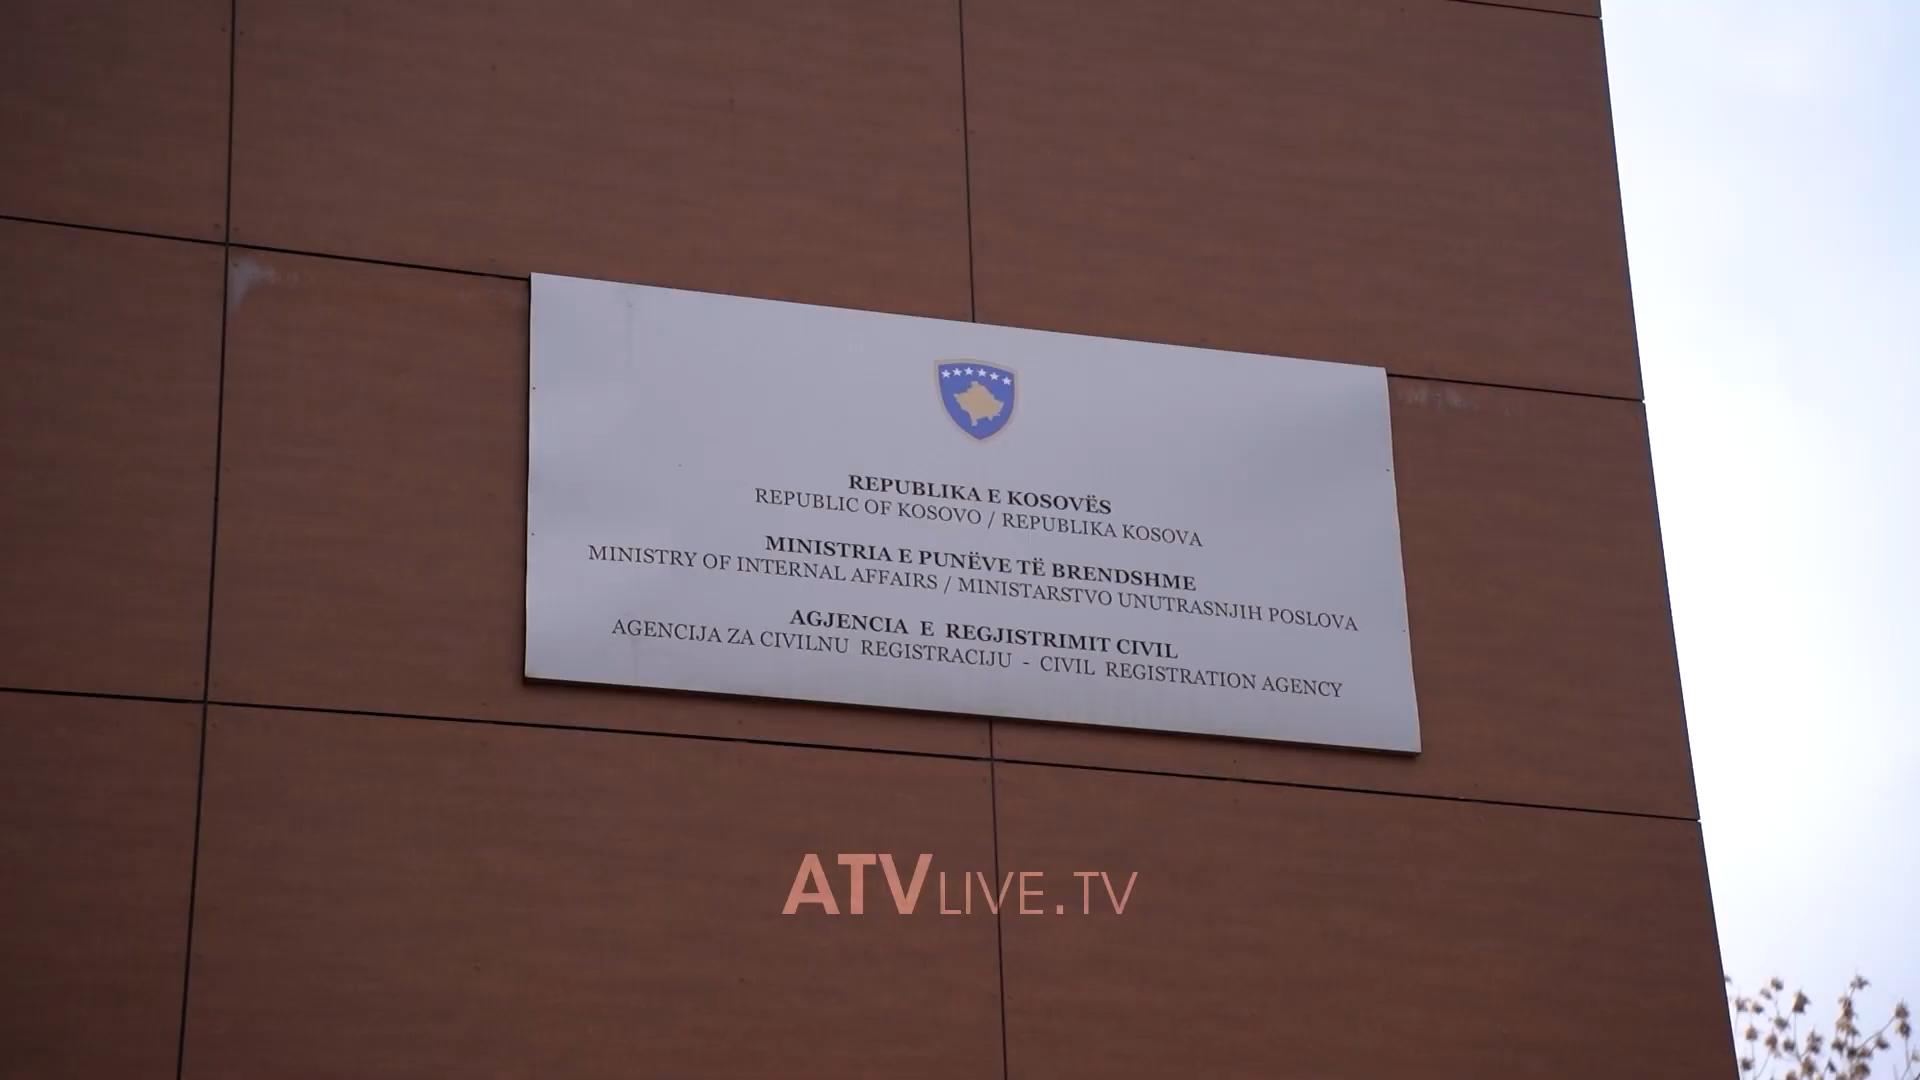 REPUBLIKA E KOSOVËS
REPUBLIC OF KOSOVO / REPUBLIKA KOSOVA
MINISTRIA E PUNËVE TË BRENDSHME
MINISTRY OF INTERNAL AFFAIRS / MINISTARSTVO UNUTRASNJIH POSLOVA
AGJENCIA E REGJISTRIMIT CIVIL
AGENCIJA ZA CIVILNU REGISTRACIJU - CIVIL REGISTRATION AGENCY
ATVLIVE.TV